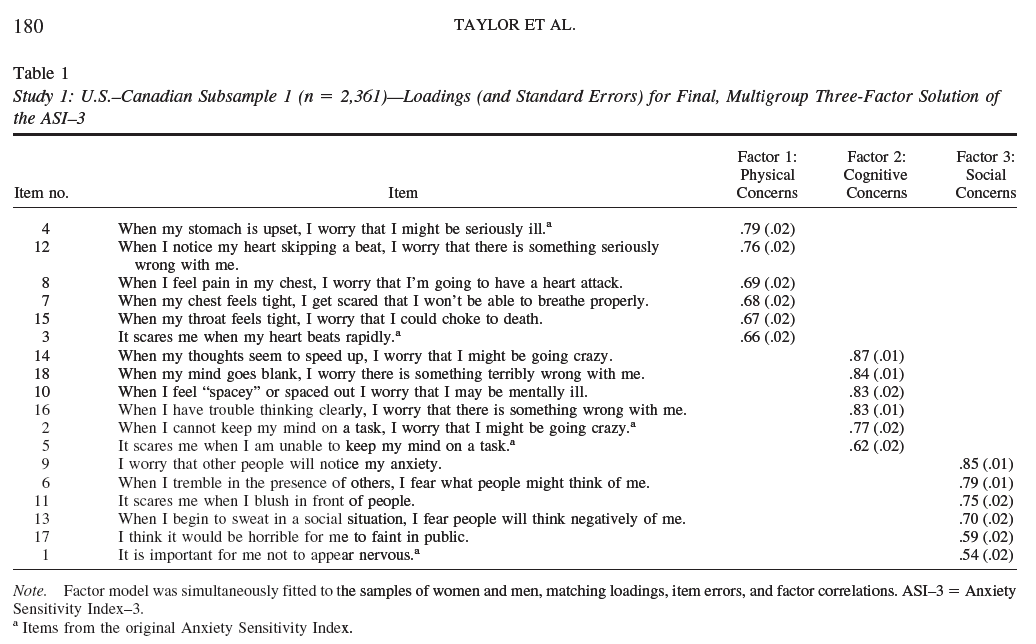 180
TAYLOR ET AL.
Table 1
Study 1: U.S.–Canadian Subsample 1 (n = 2,361)—Loadings (and Standard Errors) for Final, Multigroup Three-Factor Solution of
the ASI–3
Factor 1: Factor 2: Factor 3:
Physical Cognitive Social
Item no. Item Concerns Concerns Concerns
4 When my stomach is upset, I worry that I might be seriously ill.ᵃ .79 (.02)
12 When I notice my heart skipping a beat, I worry that there is something seriously .76 (.02)
wrong with me.
8 When I feel pain in my chest, I worry that I'm going to have a heart attack. .69 (.02)
7 When my chest feels tight, I get scared that I won't be able to breathe properly. .68 (.02)
15 When my throat feels tight, I worry that I could choke to death. .67 (.02)
3 It scares me when my heart beats rapidly.ᵃ .66 (.02)
14 When my thoughts seem to speed up, I worry that I might be going crazy. .87 (.01)
18 When my mind goes blank, I worry there is something terribly wrong with me. .84 (.01)
10 When I feel "spacey" or spaced out I worry that I may be mentally ill. .83 (.02)
16 When I have trouble thinking clearly, I worry that there is something wrong with me. .83 (.01)
2 When I cannot keep my mind on a task, I worry that I might be going crazy.ᵃ .77 (.02)
5 It scares me when I am unable to keep my mind on a task.ᵃ .62 (.02)
9 I worry that other people will notice my anxiety. .85 (.01)
6 When I tremble in the presence of others, I fear what people might think of me. .79 (.01)
11 It scares me when I blush in front of people. .75 (.02)
13 When I begin to sweat in a social situation, I fear people will think negatively of me. .70 (.02)
17 I think it would be horrible for me to faint in public. .59 (.02)
1 It is important for me not to appear nervous.ᵃ .54 (.02)
Note. Factor model was simultaneously fitted to the samples of women and men, matching loadings, item errors, and factor correlations. ASI–3 = Anxiety
Sensitivity Index–3.
ᵃ Items from the original Anxiety Sensitivity Index.